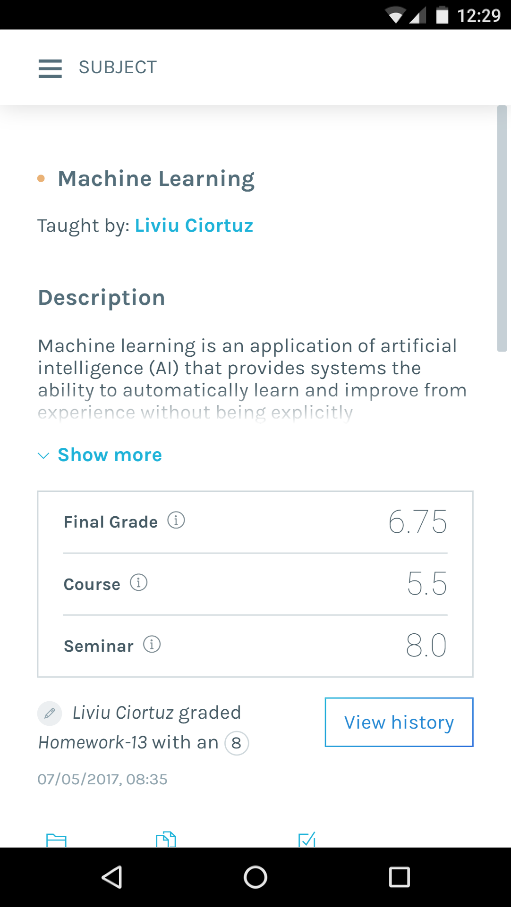 12:29
SUBJECT
Machine Learning
Taught by: Liviu Ciortuz
Description
Machine learning is an application of artificial
intelligence (AI) that provides systems the
ability to automatically learn and improve from
experience without being explicitly
Show more
Final Grade 6.75
Course 5.5
Seminar 8.0
Liviu Ciortuz graded
Homework-13 with an 8
View history
07/05/2017, 08:35